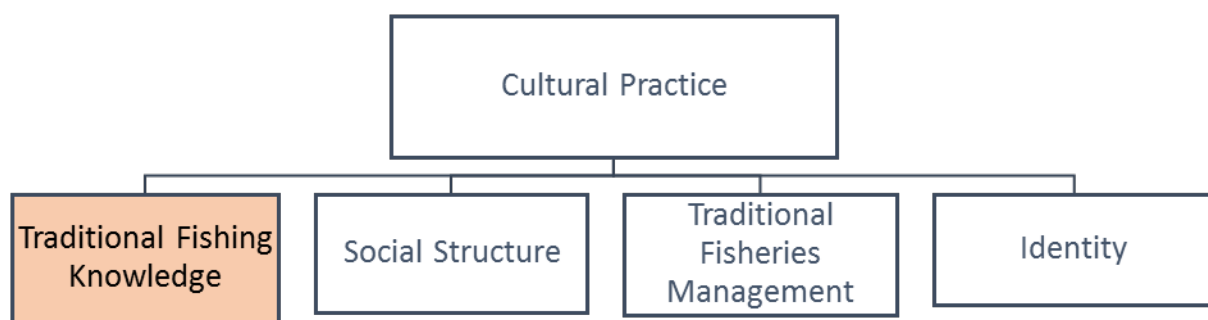 Cultural Practice
Traditional Fishing
Knowledge
Social Structure
Traditional
Fisheries
Management
Identity